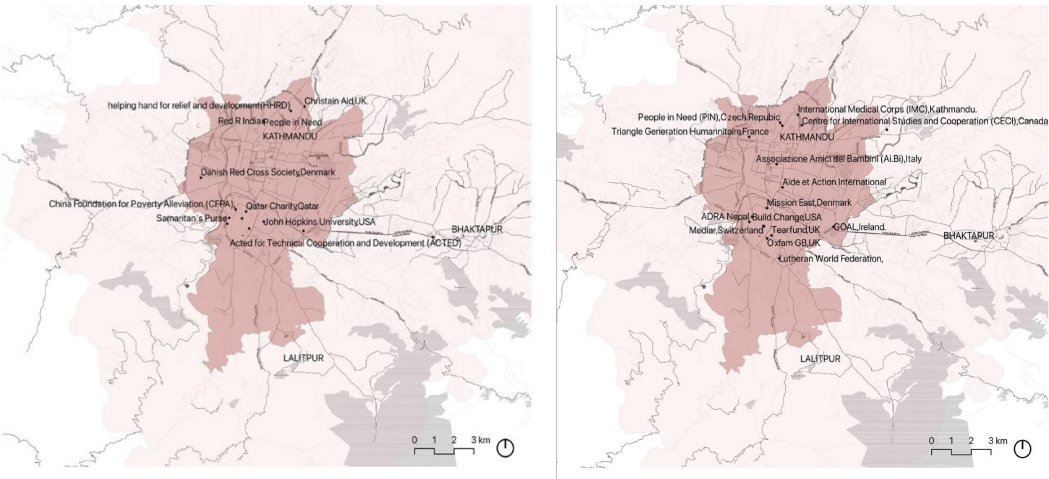 helping hand for relief and development(HHRD)
Christain Aid,UK.
Red R India
People in Need
KATHMANDU
Danish Red Cross Society,Denmark
China Foundation for Poverty Alleviation.(CFPA)
Qatar Charity,Qatar
Samaritan's Purse
John Hopkins University,USA
BHAKTAPUR
Acted for Technical Cooperation and Development (ACTED)
LALITPUR
0 1 2 3 km
International Medical Corps (IMC),Kathmandu.
People in Need (PIN),Czech Repubic
Centre for International Studies and Cooperation (CECI),Canada
Triangle Generation Humannitaire,France
KATHMANDU
Associazione Amici dei Bambini (Ai.Bi),Italy
Aide et Action International
Mission East,Denmark
ADRA Nepal
Build Change,USA
Mediar,Switzerland
Tearfund,UK
GOAL,Ireland.
BHAKTAPUR
Oxfam GB,UK
Lutheran World Federation,
LALITPUR
0 1 2 3 km